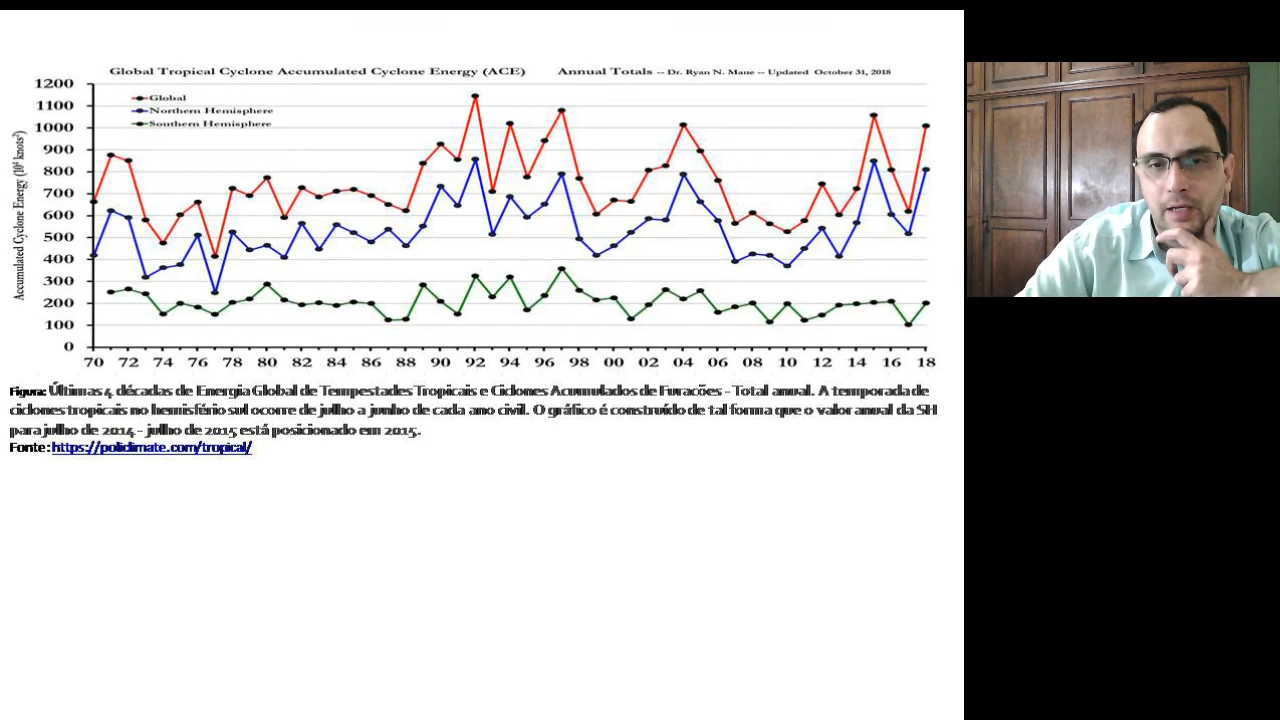 Global Tropical Cyclone Accumulated Cyclone Energy (ACE) Annual Totals -- Dr. Ryan N. Maue -- Updated October 31, 2018
Accumulated Cyclone Energy (10⁴ knots²)
1200
1100
1000
900
800
700
600
500
400
300
200
100
0
Global
Northern Hemisphere
Southern Hemisphere
70 72 74 76 78 80 82 84 86 88 90 92 94 96 98 00 02 04 06 08 10 12 14 16 18
Figura: Últimas 4 décadas de Energia Global de Tempestades Tropicais e Ciclones Acumulados de Furacões - Total anual. A temporada de
ciclones tropicais no hemisfério sul ocorre de julho a junho de cada ano civil. O gráfico é construído de tal forma que o valor anual da SH
para julho de 2014 - julho de 2015 está posicionado em 2015.
Fonte: https://policlimate.com/tropical/